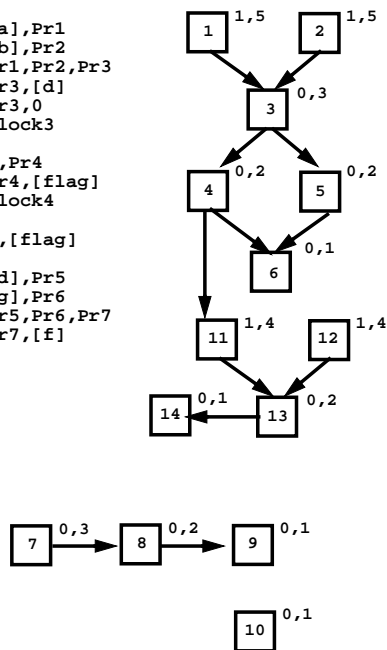 a],Pr1
b],Pr2
r1,Pr2,Pr3
r3,[d]
r3,0
lock3
,Pr4
r4,[flag]
lock4
,[flag]
d],Pr5
g],Pr6
r5,Pr6,Pr7
r7,[f]
1 1,5 2 1,5
3 0,3
4 0,2 5 0,2
6 0,1
11 1,4 12 1,4
14 0,1 13 0,2
7 0,3 8 0,2 9 0,1
10 0,1